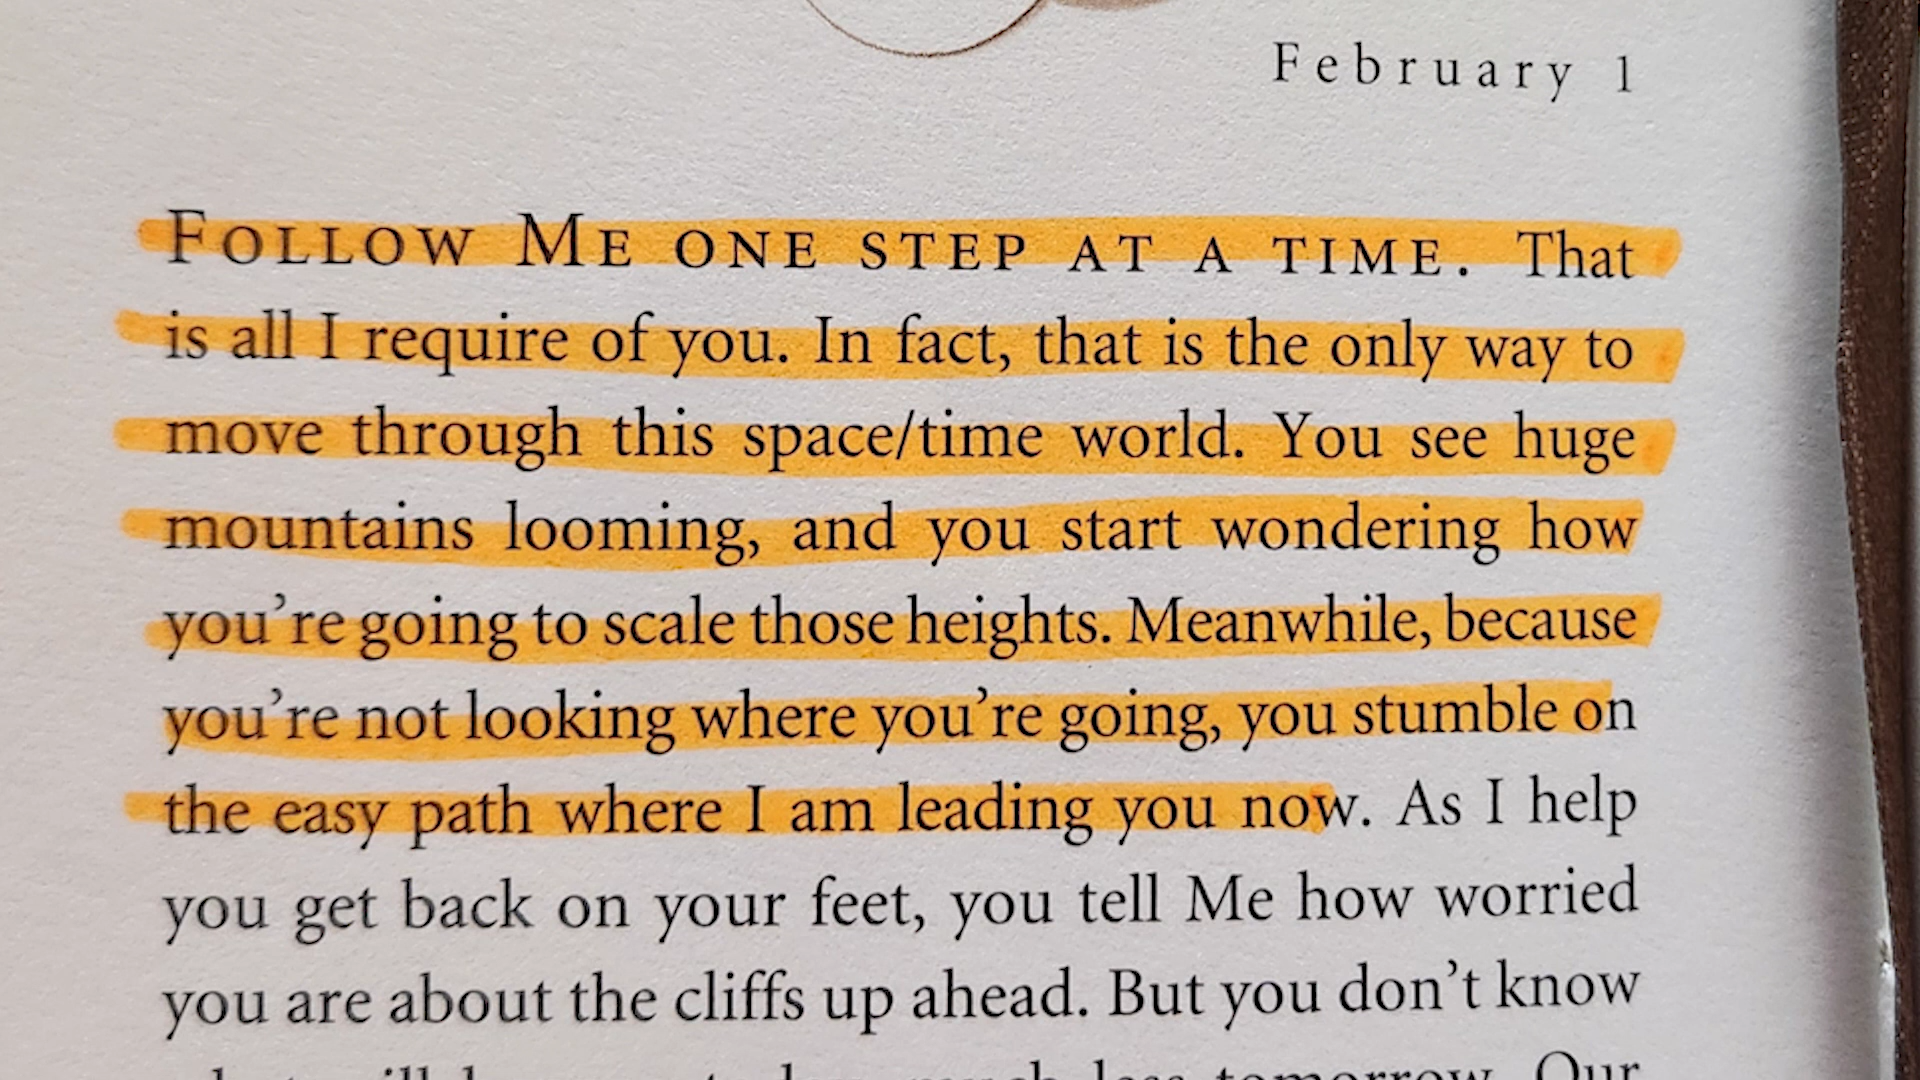 February 1
FOLLOW ME ONE STEP AT A TIME. That
is all I require of you. In fact, that is the only way to
move through this space/time world. You see huge
mountains looming, and you start wondering how
you're going to scale those heights. Meanwhile, because
you're not looking where you're going, you stumble on
the easy path where I am leading you now. As I help
you get back on your feet, you tell Me how worried
you are about the cliffs up ahead. But you don't know
much less tomorrow. Our